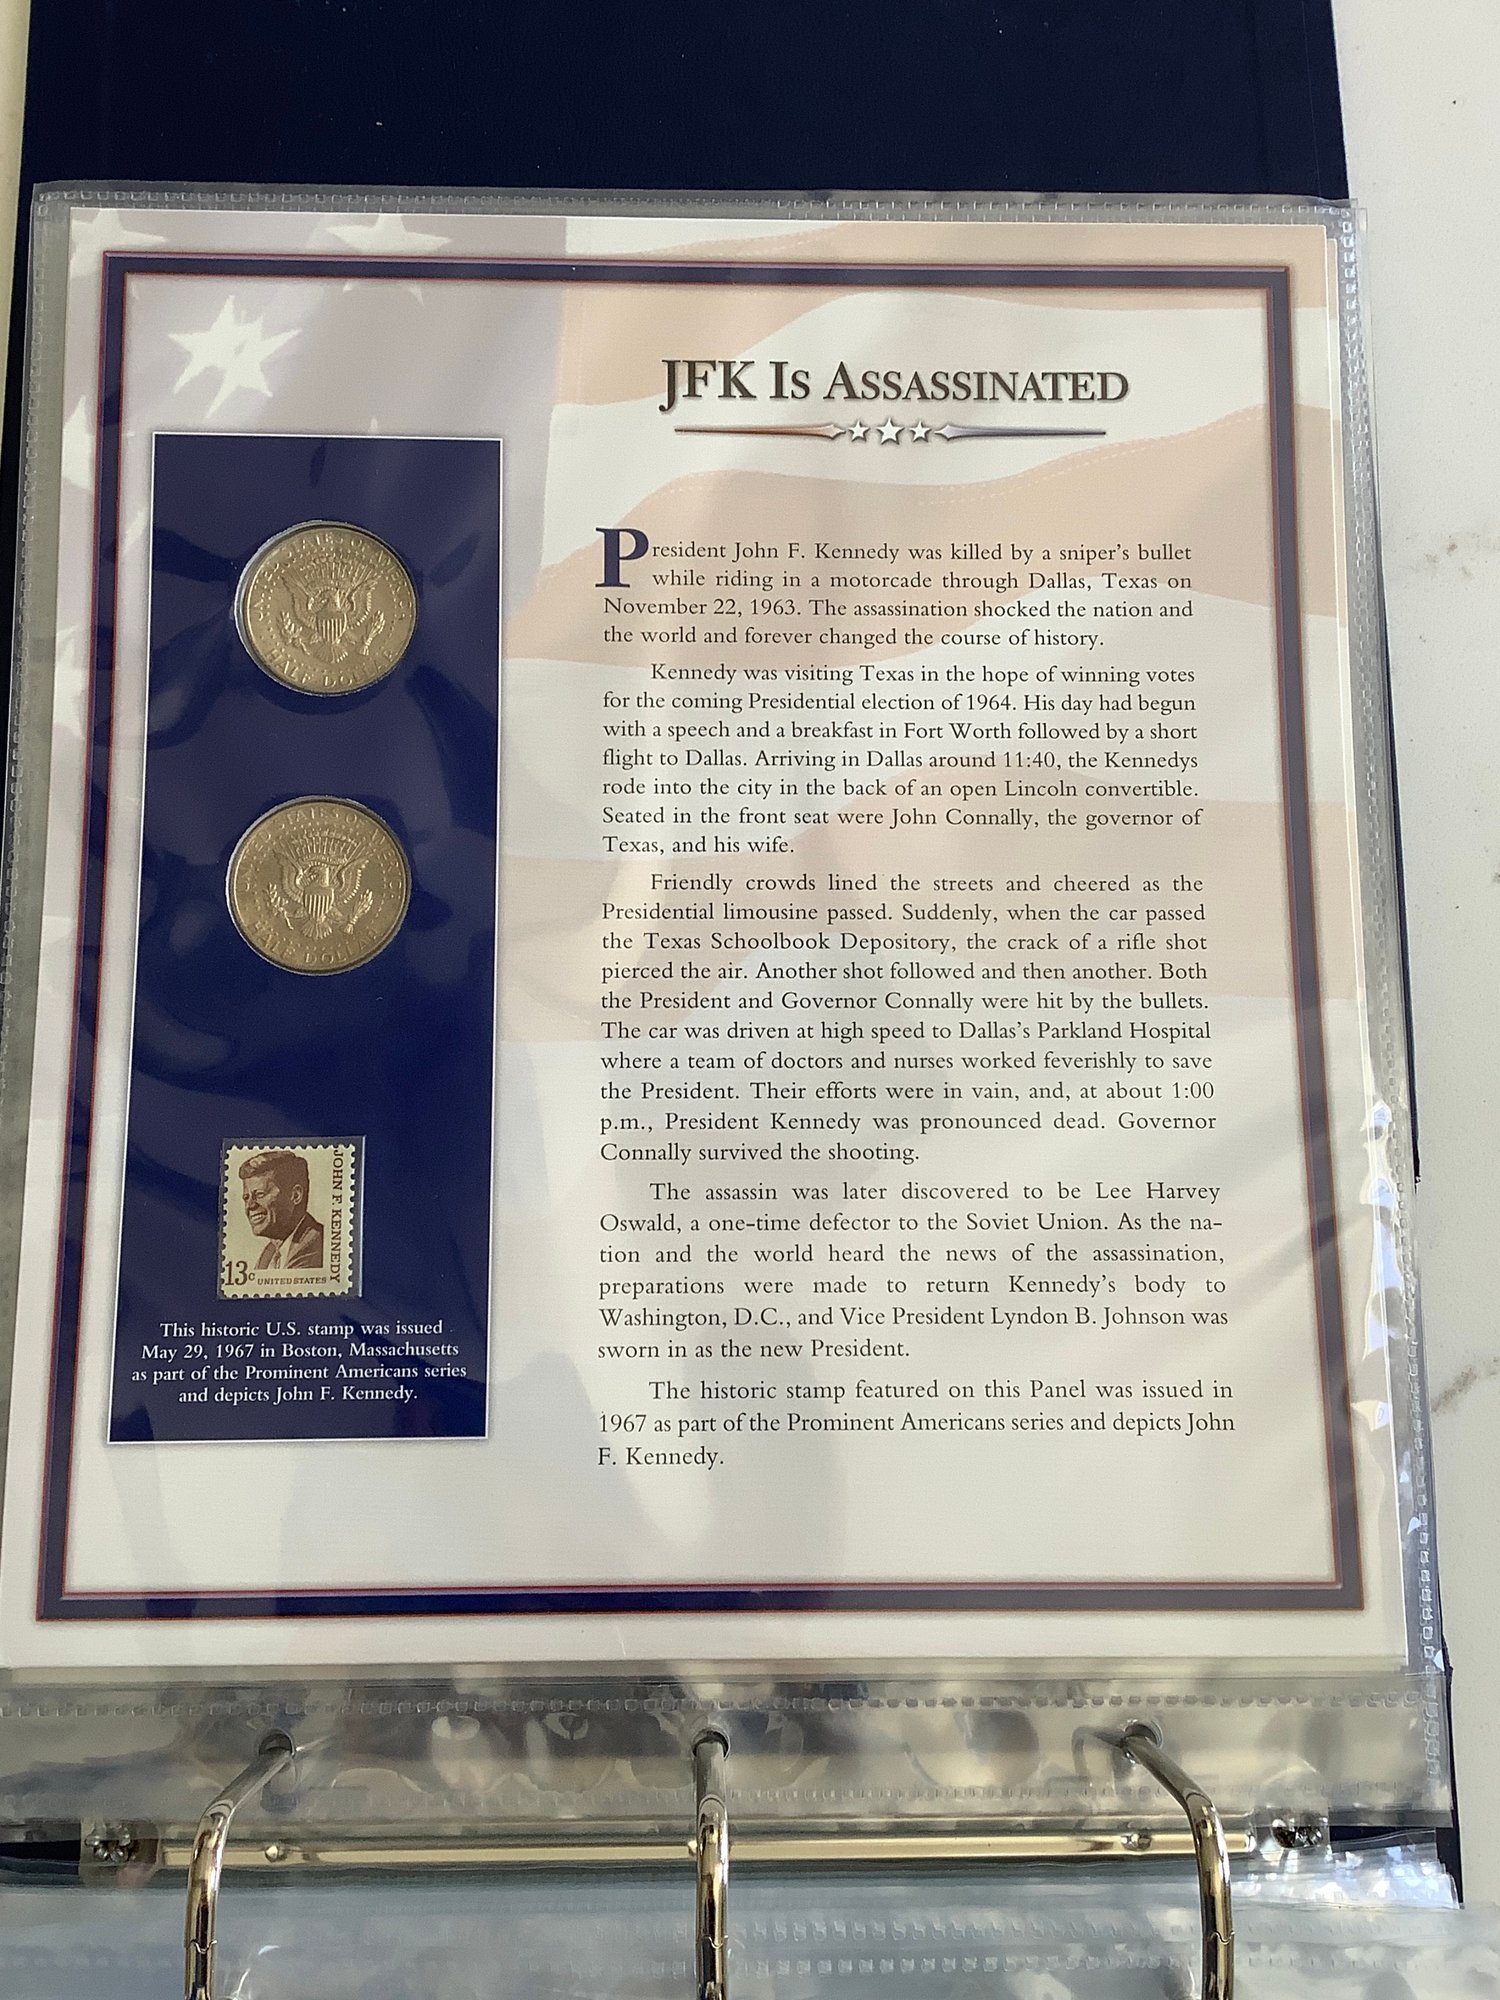 JFK Is Assassinated
President John F. Kennedy was killed by a sniper's bullet
while riding in a motorcade through Dallas, Texas on
November 22, 1963. The assassination shocked the nation and
the world and forever changed the course of history.
Kennedy was visiting Texas in the hope of winning votes
for the coming Presidential election of 1964. His day had begun
with a speech and a breakfast in Fort Worth followed by a short
flight to Dallas. Arriving in Dallas around 11:40, the Kennedys
rode into the city in the back of an open Lincoln convertible.
Seated in the front seat were John Connally, the governor of
Texas, and his wife.
Friendly crowds lined the streets and cheered as the
Presidential limousine passed. Suddenly, when the car passed
the Texas Schoolbook Depository, the crack of a rifle shot
pierced the air. Another shot followed and then another. Both
the President and Governor Connally were hit by the bullets.
The car was driven at high speed to Dallas's Parkland Hospital
where a team of doctors and nurses worked feverishly to save
the President. Their efforts were in vain, and, at about 1:00
p.m., President Kennedy was pronounced dead. Governor
Connally survived the shooting.
The assassin was later discovered to be Lee Harvey
Oswald, a one-time defector to the Soviet Union. As the na-
tion and the world heard the news of the assassination,
preparations were made to return Kennedy's body to
Washington, D.C., and Vice President Lyndon B. Johnson was
sworn in as the new President.
The historic stamp featured on this Panel was issued in
1967 as part of the Prominent Americans series and depicts John
F. Kennedy.
UNITED STATES OF AMERICA
HALF DOLLAR
UNITED STATES OF AMERICA
HALF DOLLAR
JOHN F. KENNEDY
13c UNITED STATES
This historic U.S. stamp was issued
May 29, 1967 in Boston, Massachusetts
as part of the Prominent Americans series
and depicts John F. Kennedy.